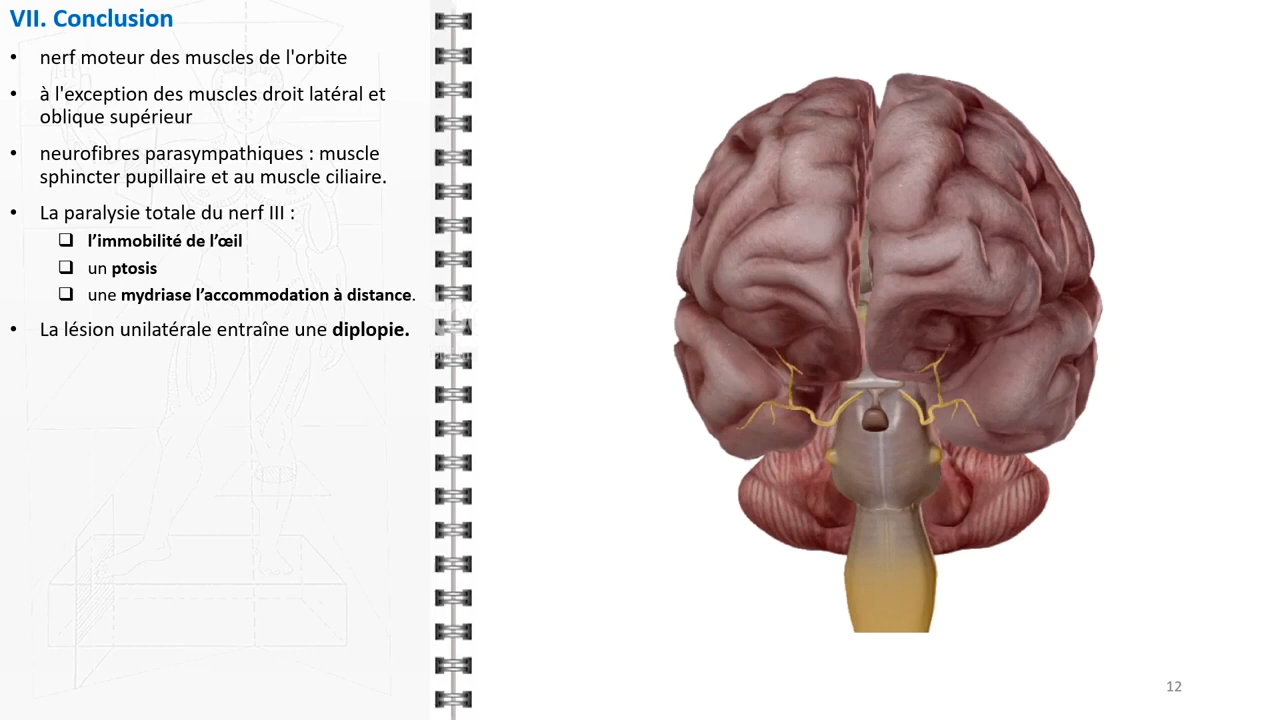 VII. Conclusion
• nerf moteur des muscles de l'orbite
• à l'exception des muscles droit latéral et
oblique supérieur
• neurofibres parasympathiques : muscle
sphincter pupillaire et au muscle ciliaire.
• La paralysie totale du nerf III :
❑ l’immobilité de l’œil
❑ un ptosis
❑ une mydriase l’accommodation à distance.
• La lésion unilatérale entraîne une diplopie.
12